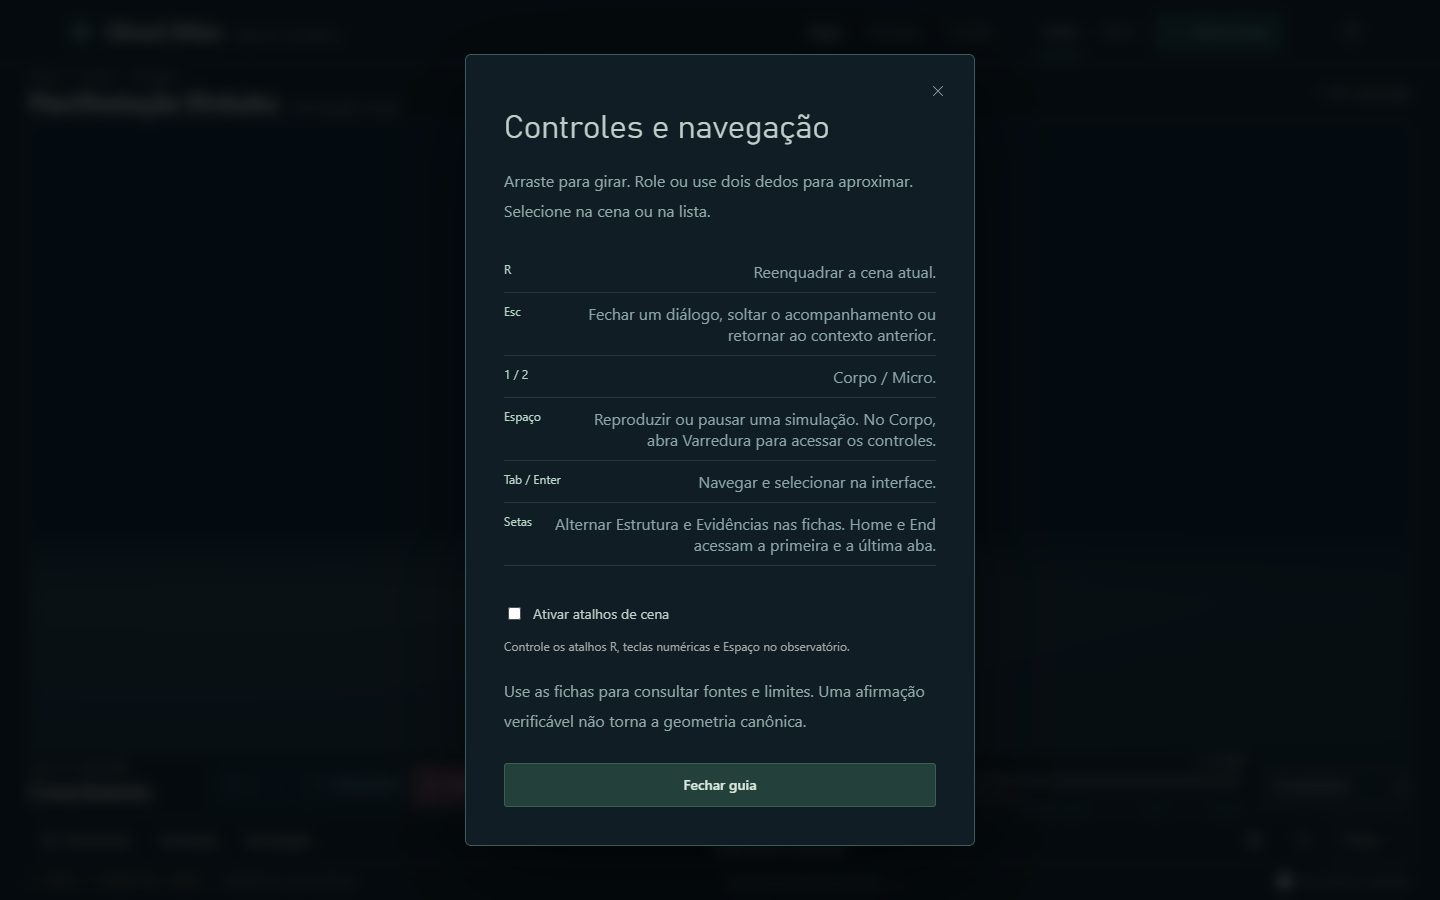 Controles e navegação
Arraste para girar. Role ou use dois dedos para aproximar.
Selecione na cena ou na lista.
R Reenquadrar a cena atual.
Esc Fechar um diálogo, soltar o acompanhamento ou
retornar ao contexto anterior.
1 / 2 Corpo / Micro.
Espaço Reproduzir ou pausar uma simulação. No Corpo,
abra Varredura para acessar os controles.
Tab / Enter Navegar e selecionar na interface.
Setas Alternar Estrutura e Evidências nas fichas. Home e End
acessam a primeira e a última aba.
Ativar atalhos de cena
Controle os atalhos R, teclas numéricas e Espaço no observatório.
Use as fichas para consultar fontes e limites. Uma afirmação
verificável não torna a geometria canônica.
Fechar guia